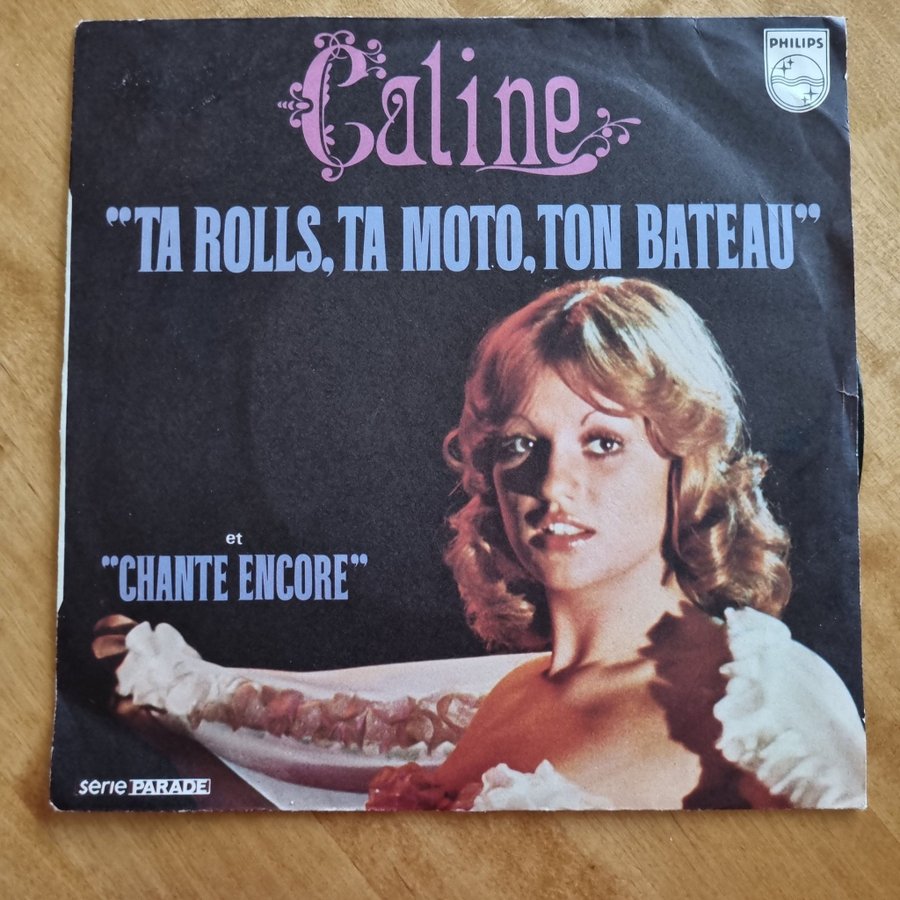 Caline
PHILIPS
“TA ROLLS, TA MOTO, TON BATEAU”
et
“CHANTE ENCORE”
série PARADE